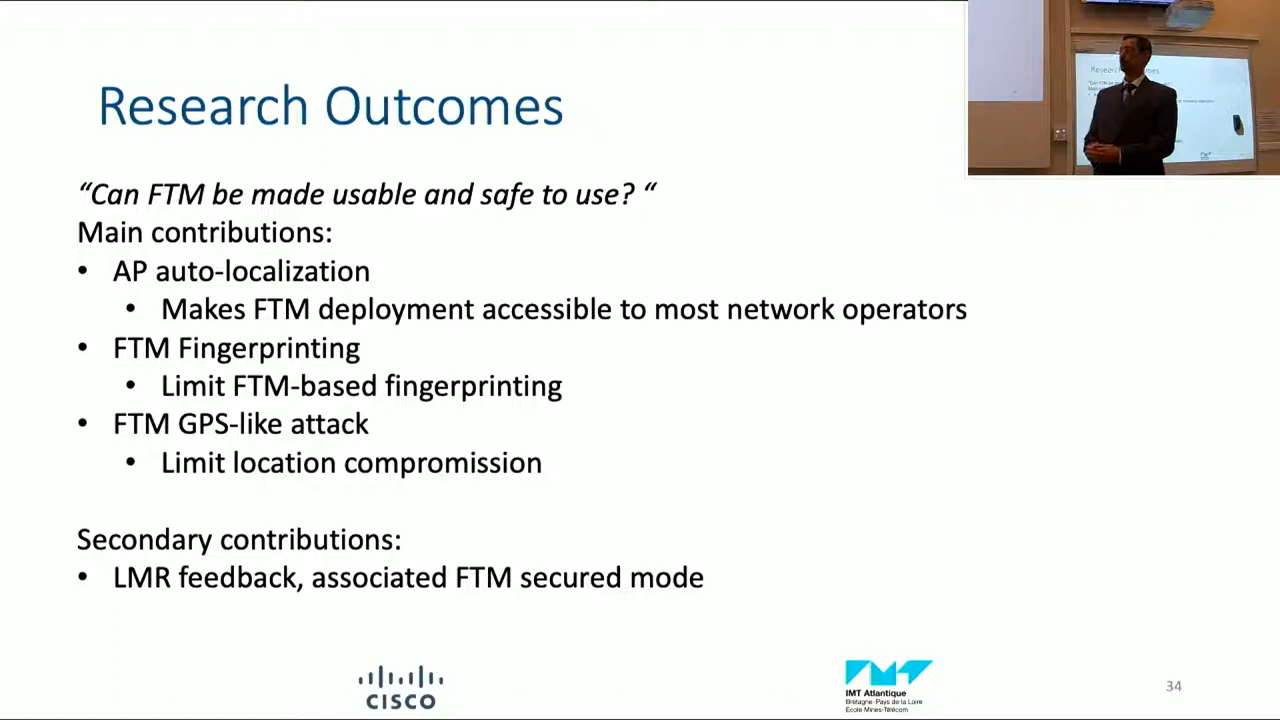 Research Outcomes
“Can FTM be made usable and safe to use? “
Main contributions:
• AP auto-localization
• Makes FTM deployment accessible to most network operators
• FTM Fingerprinting
• Limit FTM-based fingerprinting
• FTM GPS-like attack
• Limit location compromission
Secondary contributions:
• LMR feedback, associated FTM secured mode
CISCO
IMT Atlantique
Bretagne-Pays de la Loire
École Mines-Télécom
34